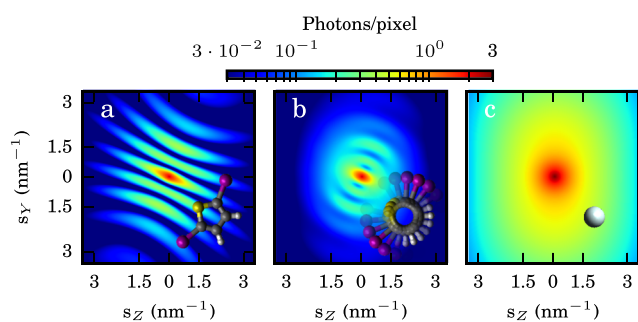 Photons/pixel
3 · 10⁻² 10⁻¹ 10⁰ 3
a b c
s_Y (nm⁻¹)
3
1.5
0
1.5
3
3 1.5 0 1.5 3 3 1.5 0 1.5 3 3 1.5 0 1.5 3
s_Z (nm⁻¹) s_Z (nm⁻¹) s_Z (nm⁻¹)